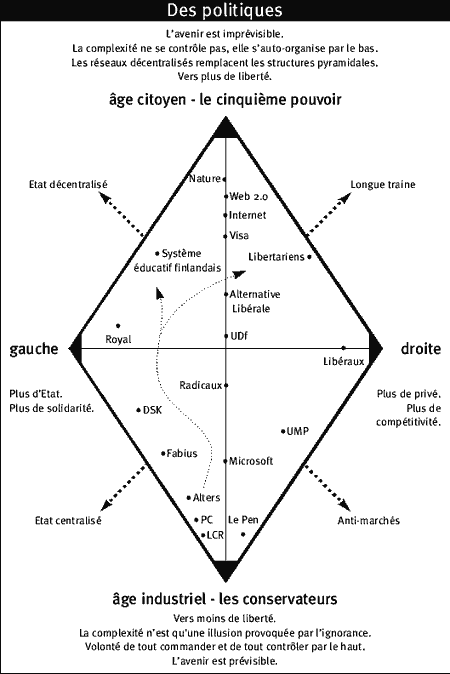 Des politiques
L'avenir est imprévisible.
La complexité ne se contrôle pas, elle s'auto-organise par le bas.
Les réseaux décentralisés remplacent les structures pyramidales.
Vers plus de liberté.
âge citoyen - le cinquième pouvoir
Nature
Etat décentralisé
Longue traine
Web 2.0
Internet
Visa
Système
éducatif finlandais
Libertariens
Alternative
Libérale
Royal
UDf
gauche
droite
Libéraux
Radicaux
Plus d'Etat.
Plus de solidarité.
Plus de privé.
Plus de
compétitivité.
DSK
UMP
Fabius
Microsoft
Alters
Etat centralisé
PC
Le Pen
Anti-marchés
LCR
âge industriel - les conservateurs
Vers moins de liberté.
La complexité n'est qu'une illusion provoquée par l'ignorance.
Volonté de tout commander et de tout contrôler par le haut.
L'avenir est prévisible.